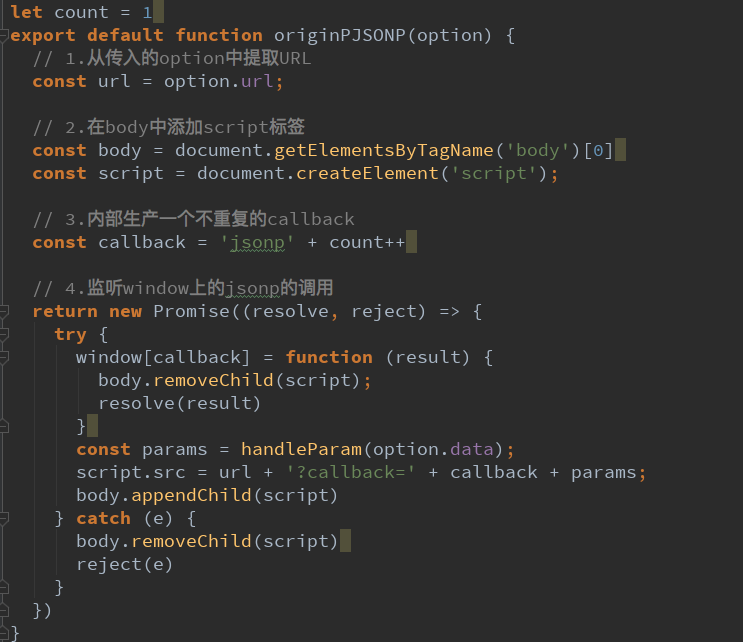 let count = 1
export default function originPJSONP(option) {
  // 1.从传入的option中提取URL
  const url = option.url;

  // 2.在body中添加script标签
  const body = document.getElementsByTagName('body')[0]
  const script = document.createElement('script');

  // 3.内部生产一个不重复的callback
  const callback = 'jsonp' + count++

  // 4.监听window上的jsonp的调用
  return new Promise((resolve, reject) => {
    try {
      window[callback] = function (result) {
        body.removeChild(script);
        resolve(result)
      }
      const params = handleParam(option.data);
      script.src = url + '?callback=' + callback + params;
      body.appendChild(script)
    } catch (e) {
      body.removeChild(script)
      reject(e)
    }
  })
}